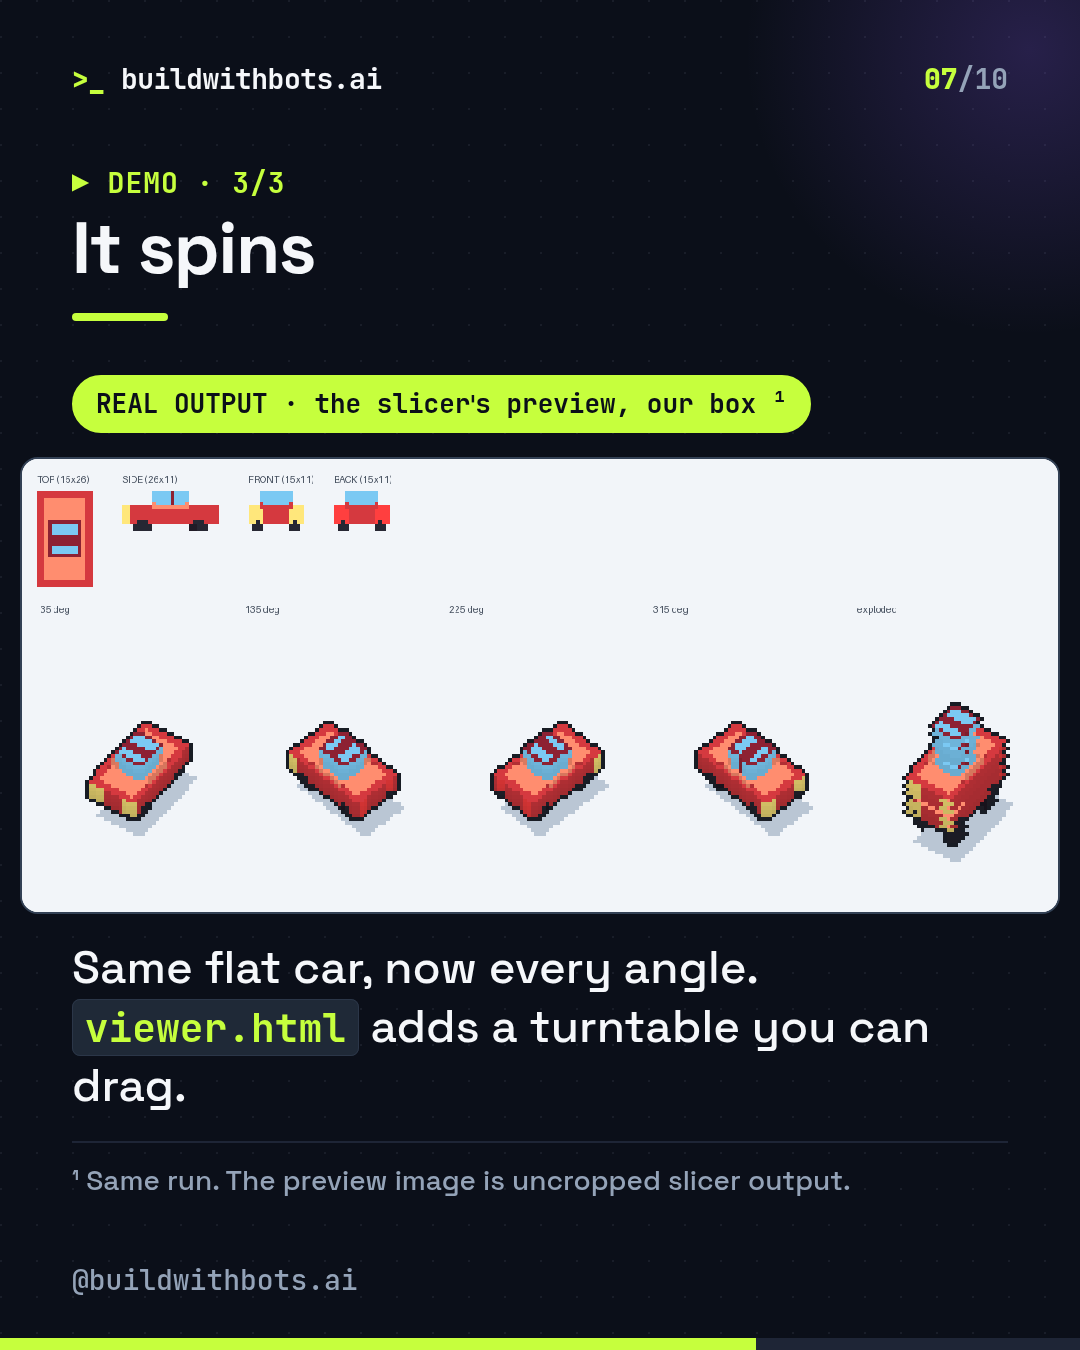 >_ buildwithbots.ai
07/10
▶ DEMO · 3/3
It spins
REAL OUTPUT · the slicer's preview, our box ¹
TOP (15x26) SIDE (26x11) FRONT (15x11) BACK (15x11)
35 deg 135 deg 225 deg 315 deg exploded
Same flat car, now every angle.
viewer.html adds a turntable you can
drag.
¹ Same run. The preview image is uncropped slicer output.
@buildwithbots.ai